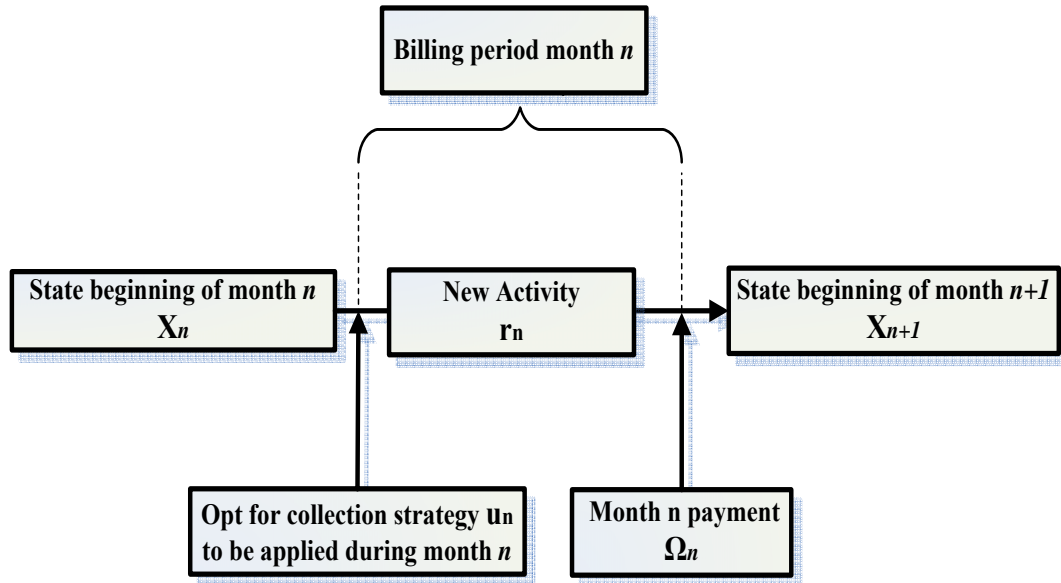 Billing period month n
State beginning of month n
Xn
New Activity
rn
State beginning of month n+1
Xn+1
Opt for collection strategy un
to be applied during month n
Month n payment
Ωn